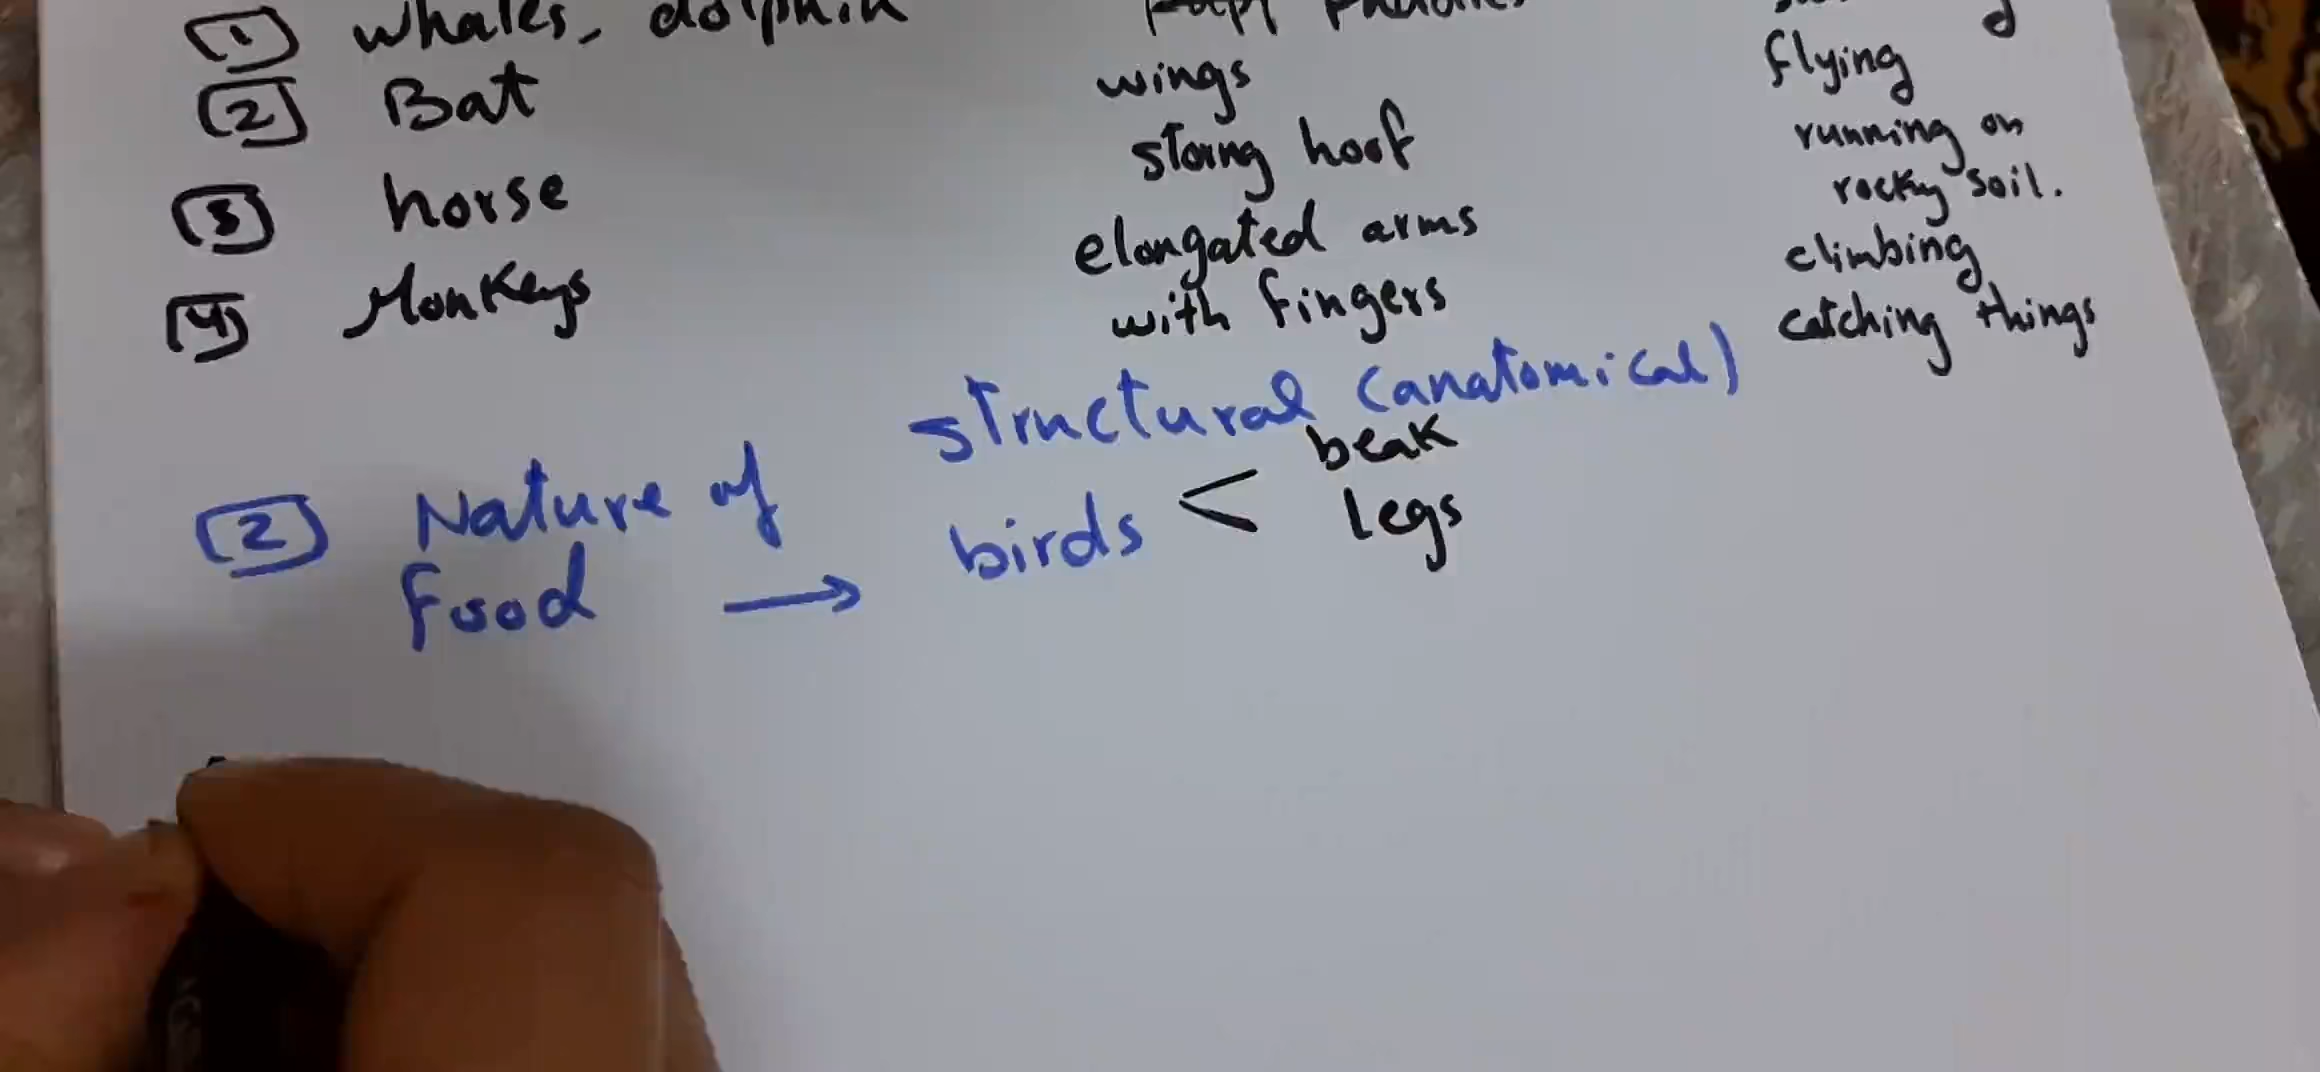 1 whales, dolphin
2 Bat wings flying
3 horse storng hoof running on
rocky soil.
4 Monkeys elongated arms climbing
with fingers catching things
structural (anatomical)
2 Nature of
food → birds < beak
legs